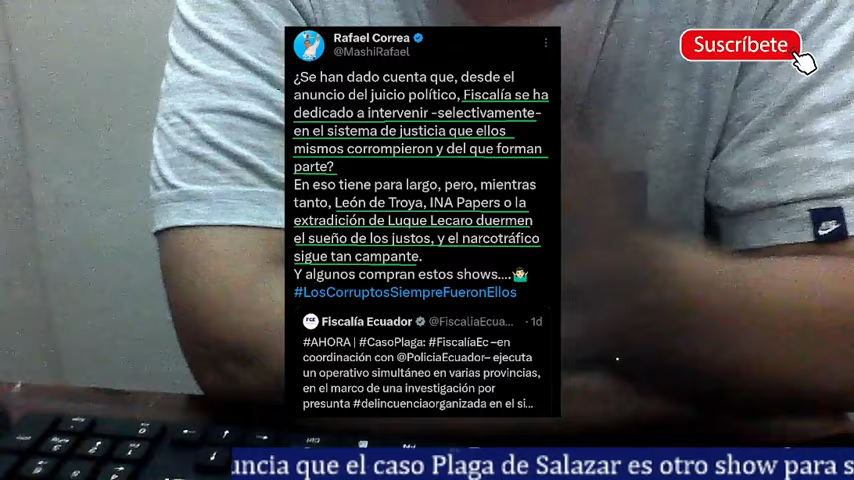 Rafael Correa
@MashiRafael
¿Se han dado cuenta que, desde el
anuncio del juicio político, Fiscalía se ha
dedicado a intervenir -selectivamente-
en el sistema de justicia que ellos
mismos corrompieron y del que forman
parte?
En eso tiene para largo, pero, mientras
tanto, León de Troya, INA Papers o la
extradición de Luque Lecaro duermen
el sueño de los justos, y el narcotráfico
sigue tan campante.
Y algunos compran estos shows....🤷🏻‍♂️
#LosCorruptosSiempreFueronEllos
Fiscalía Ecuador @FiscaliaEcua... · 1d
#AHORA | #CasoPlaga: #FiscalíaEc –en
coordinación con @PoliciaEcuador– ejecuta
un operativo simultáneo en varias provincias,
en el marco de una investigación por
presunta #delincuenciaorganizada en el si...
Suscríbete
uncia que el caso Plaga de Salazar es otro show para s